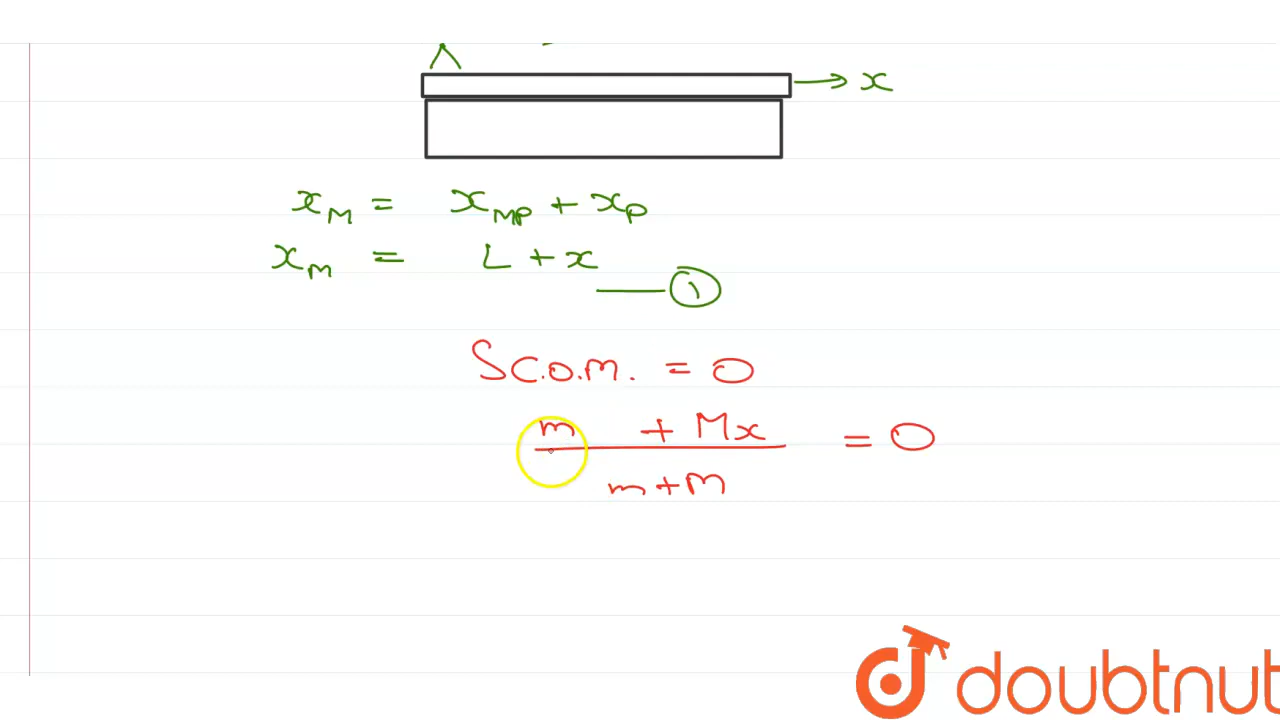 → x
x_M = x_MP + x_P
x_M = L + x
—— ①
S C.O.M. = 0
m + Mx = 0
m + M
doubtnut